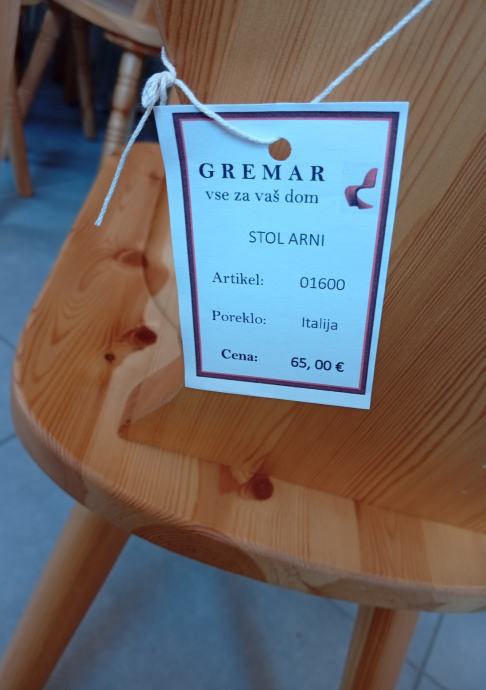 GREMAR
vse za vaš dom
STOL ARNI
Artikel: 01600
Poreklo: Italija
Cena: 65, 00 €